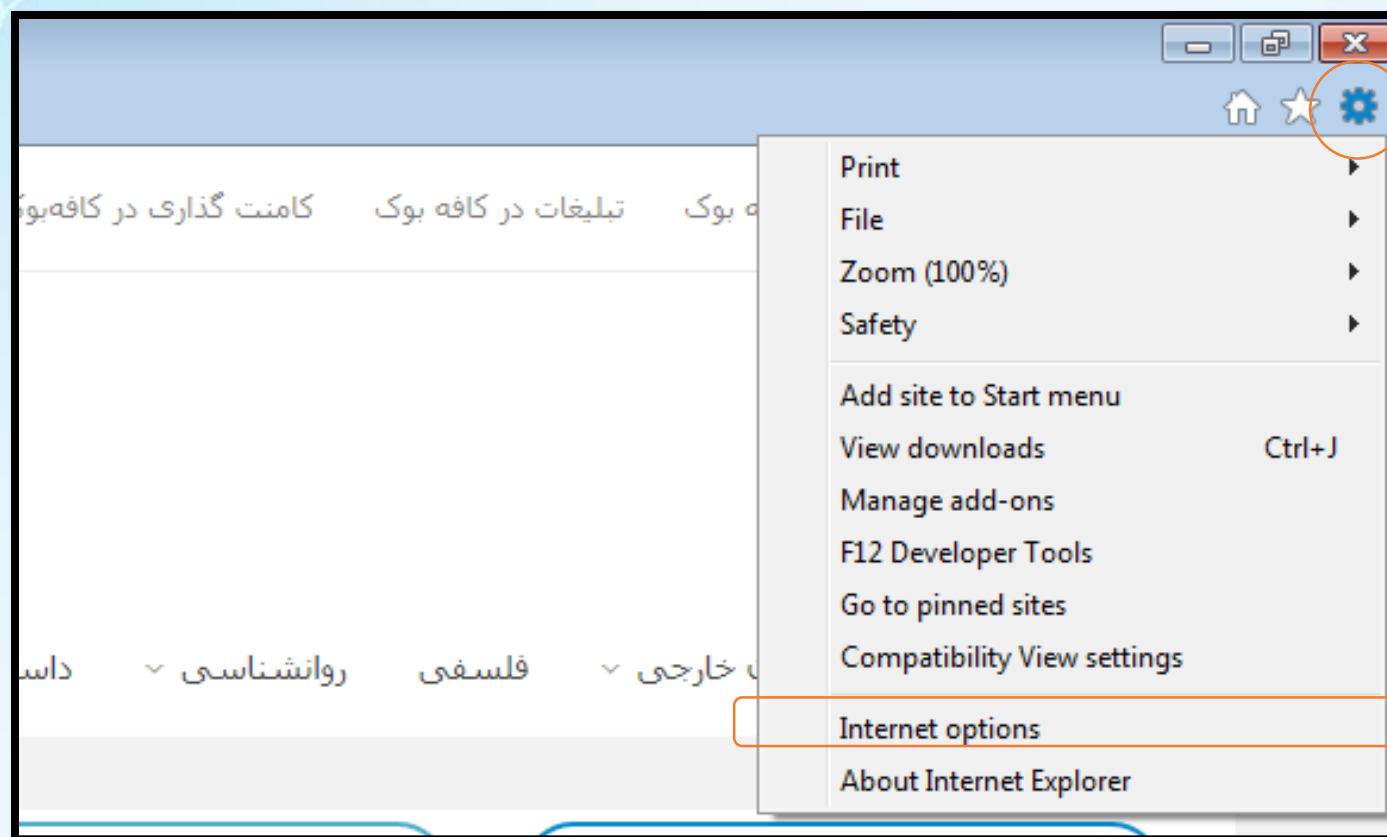 Print
کامنت گذاری در کافه‌بوک تبلیغات در کافه بوک ه بوک
File
Zoom (100%)
Safety
Add site to Start menu
View downloads Ctrl+J
Manage add-ons
F12 Developer Tools
Go to pinned sites
Compatibility View settings
خارجی فلسفی روانشناسی داس
Internet options
About Internet Explorer